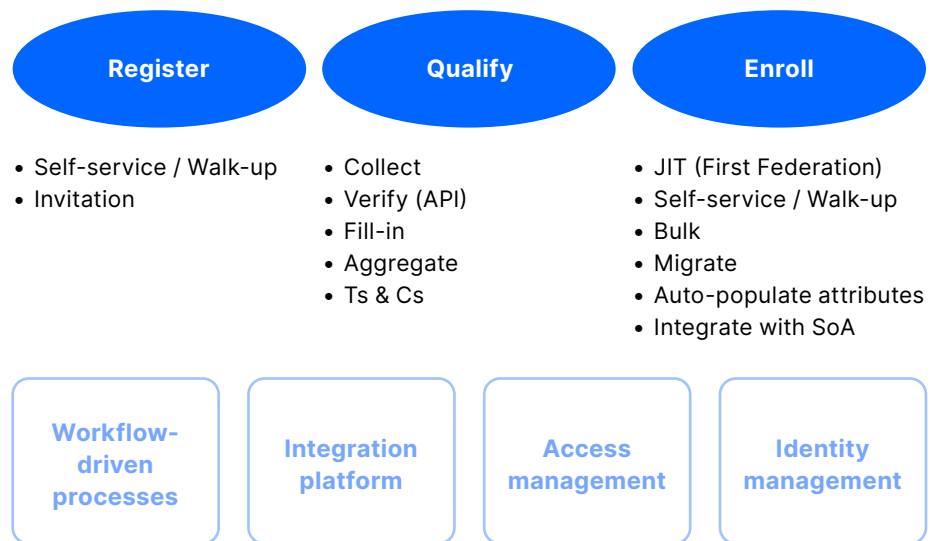 Register
Qualify
Enroll
• Self-service / Walk-up
• Invitation
• Collect
• Verify (API)
• Fill-in
• Aggregate
• Ts & Cs
• JIT (First Federation)
• Self-service / Walk-up
• Bulk
• Migrate
• Auto-populate attributes
• Integrate with SoA
Workflow-
driven
processes
Integration
platform
Access
management
Identity
management